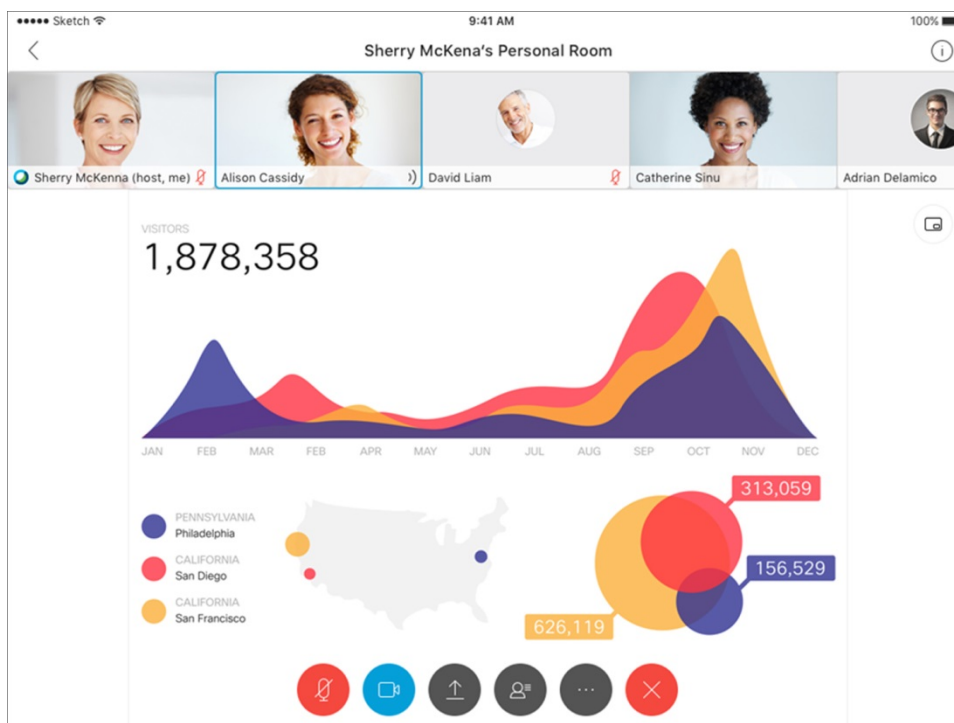 Sketch
9:41 AM
100%
Sherry McKena's Personal Room
i
Sherry McKenna (host, me)
Alison Cassidy
David Liam
Catherine Sinu
Adrian Delamico
VISITORS
1,878,358
JAN FEB MAR FEB APR MAY JUN JUL AUG SEP OCT NOV DEC
PENNSYLVANIA
Philadelphia
CALIFORNIA
San Diego
CALIFORNIA
San Francisco
313,059
156,529
626,119